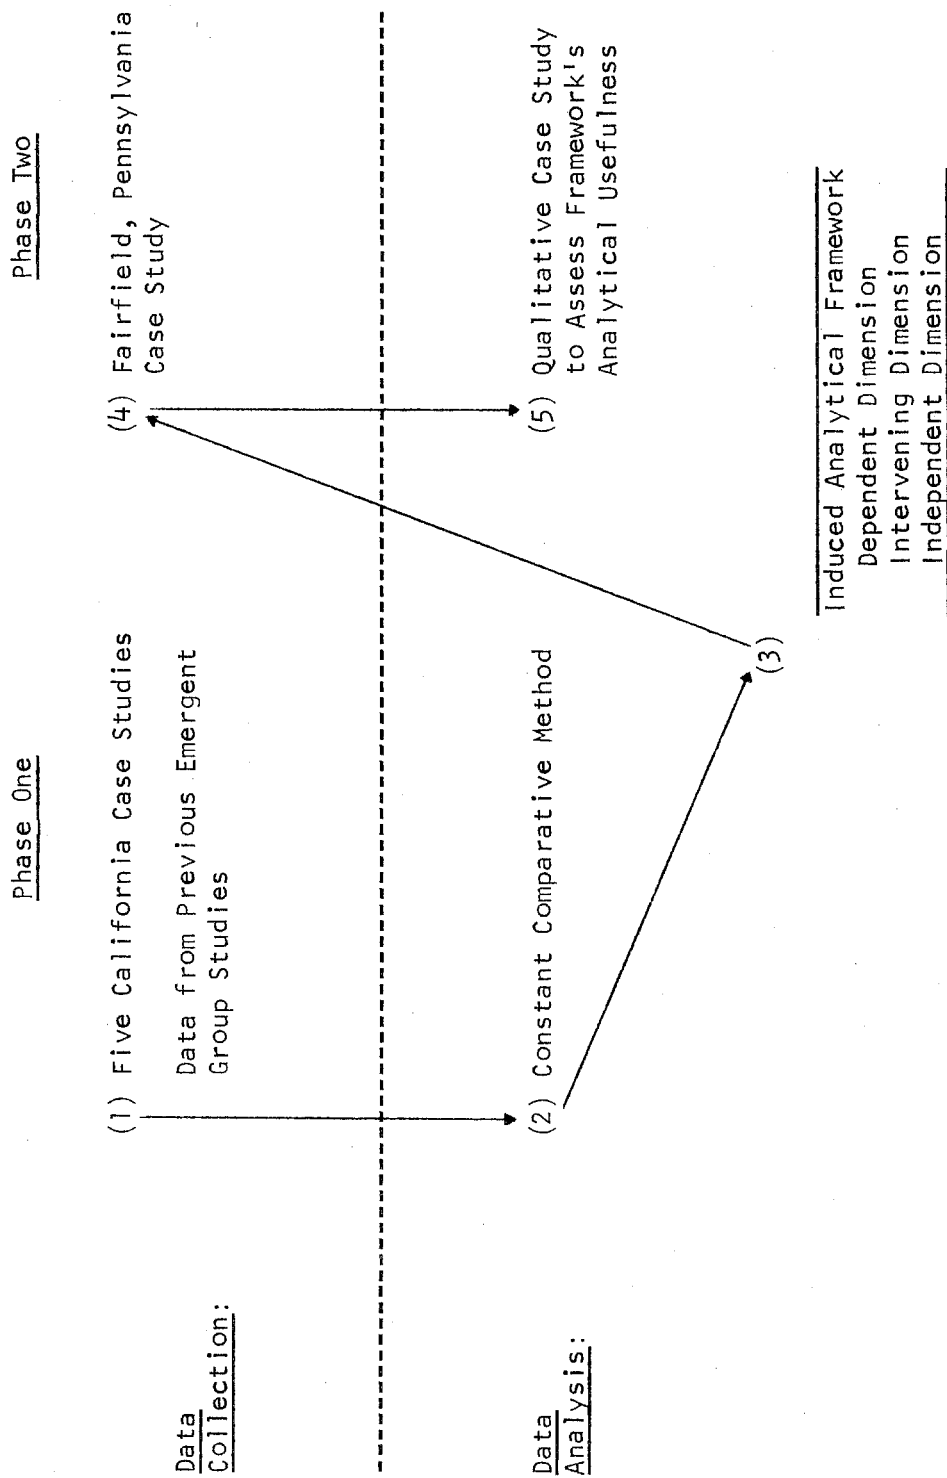 Phase One
Phase Two
Data
Collection:
(1) Five California Case Studies
Data from Previous Emergent
Group Studies
(4) Fairfield, Pennsylvania
Case Study
Data
Analysis:
(2) Constant Comparative Method
(5) Qualitative Case Study
to Assess Framework's
Analytical Usefulness
(3)
Induced Analytical Framework
Dependent Dimension
Intervening Dimension
Independent Dimension